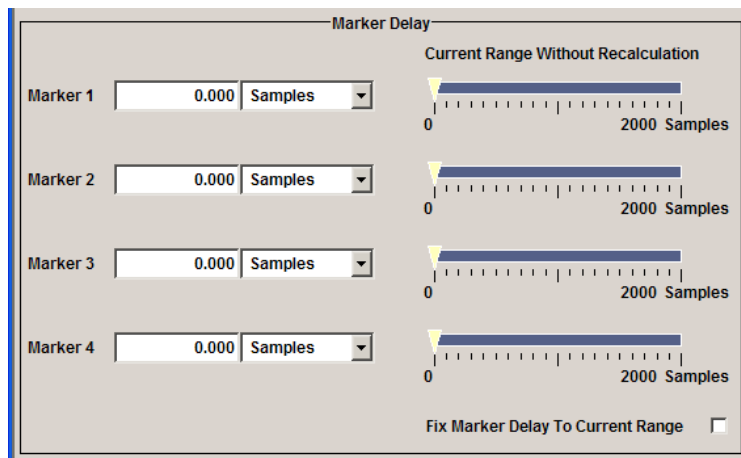 Marker Delay
Current Range Without Recalculation
Marker 1 0.000 Samples
0 2000 Samples
Marker 2 0.000 Samples
0 2000 Samples
Marker 3 0.000 Samples
0 2000 Samples
Marker 4 0.000 Samples
0 2000 Samples
Fix Marker Delay To Current Range